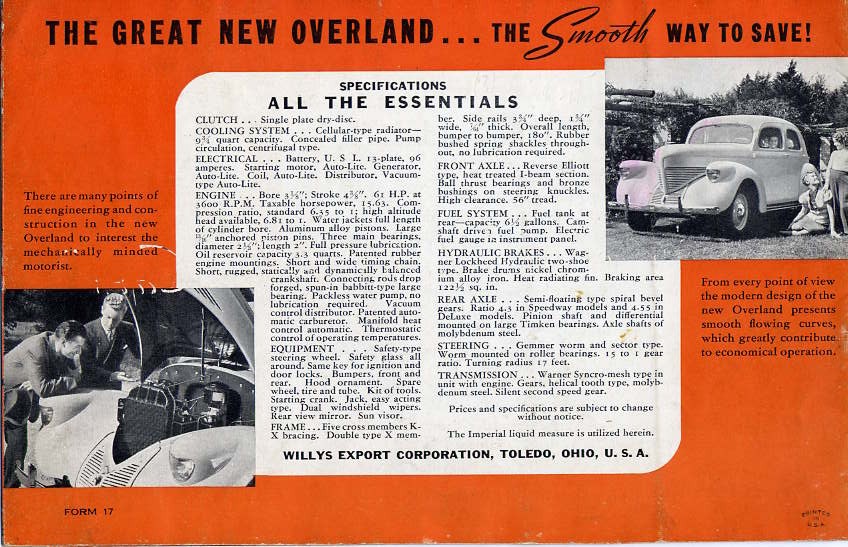 THE GREAT NEW OVERLAND... THE Smooth WAY TO SAVE!
SPECIFICATIONS
ALL THE ESSENTIALS
CLUTCH ... Single plate dry-disc.
COOLING SYSTEM ... Cellular-type radiator—
9¾ quart capacity. Concealed filler pipe. Pump
circulation, centrifugal type.
ELECTRICAL ... Battery, U. S. L. 13-plate, 96
amperes. Starting motor, Auto-Lite. Generator,
Auto-Lite. Coil, Auto-Lite. Distributor, Vacuum-
type Auto-Lite.
ENGINE ... Bore 3⅛"; Stroke 4⅜". 61 H.P. at
3600 R.P.M. Taxable horsepower, 15.63. Com-
pression ratio, standard 6.35 to 1; high altitude
head available, 6.81 to 1. Water jackets full length
of cylinder bore. Aluminum alloy pistons. Large
anchored piston pins. Three main bearings,
diameter 2⅓"; length 2". Full pressure lubrication.
Oil reservoir capacity 3.3 quarts. Patented rubber
engine mountings. Short and wide timing chain.
Short, rugged, statically and dynamically balanced
crankshaft. Connecting rods drop
forged, spun-in babbitt-type large
bearing. Packless water pump, no
lubrication required. Vacuum
control distributor. Patented auto-
matic carburetor. Manifold heat
control automatic. Thermostatic
control of operating temperatures.
EQUIPMENT ... Safety-type
steering wheel. Safety glass all
around. Same key for ignition and
door locks. Bumpers, front and
rear. Hood ornament. Spare
wheel, tire and tube. Kit of tools.
Starting crank. Jack, easy acting
type. Dual windshield wipers.
Rear view mirror. Sun visor.
FRAME ... Five cross members K-
X bracing. Double type X mem-
ber. Side rails 3¾" deep, 1¾"
wide, thick. Overall length,
bumper to bumper, 180". Rubber
bushed spring shackles through-
out, no lubrication required.
FRONT AXLE ... Reverse Elliott
type, heat treated I-beam section.
Ball thrust bearings and bronze
bushings on steering knuckles.
High clearance. 56" tread.
FUEL SYSTEM ... Fuel tank at
rear—capacity 6½ gallons. Cam-
shaft driven fuel pump. Electric
fuel gauge in instrument panel.
HYDRAULIC BRAKES ... Wag-
ner Lockheed Hydraulic two-shoe
type. Brake drums nickel chrom-
ium alloy iron. Heat radiating fin. Braking area
122½ sq. in.
REAR AXLE ... Semi-floating type spiral bevel
gears. Ratio 4.3 in Speedway models and 4.55 in
DeLuxe models. Pinion shaft and differential
mounted on large Timken bearings. Axle shafts of
molybdenum steel.
STEERING ... Gemmer worm and sector type.
Worm mounted on roller bearings. 15 to 1 gear
ratio. Turning radius 17 feet.
TRANSMISSION ... Warner Syncro-mesh type in
unit with engine. Gears, helical tooth type, molyb-
denum steel. Silent second speed gear.
Prices and specifications are subject to change
without notice.
The Imperial liquid measure is utilized herein.
WILLYS EXPORT CORPORATION, TOLEDO, OHIO, U. S. A.
There are many points of
fine engineering and con-
struction in the new
Overland to interest the
mechanically minded
motorist.
From every point of view
the modern design of the
new Overland presents
smooth flowing curves,
which greatly contribute
to economical operation.
FORM 17
PRINTED
IN
U.S.A.